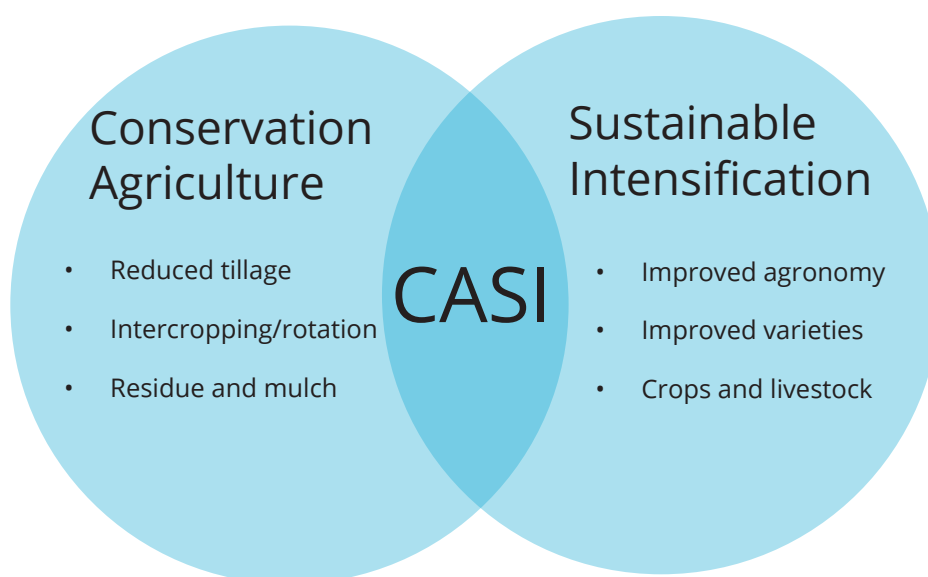 Conservation
Agriculture
• Reduced tillage
• Intercropping/rotation
• Residue and mulch
CASI
Sustainable
Intensification
• Improved agronomy
• Improved varieties
• Crops and livestock